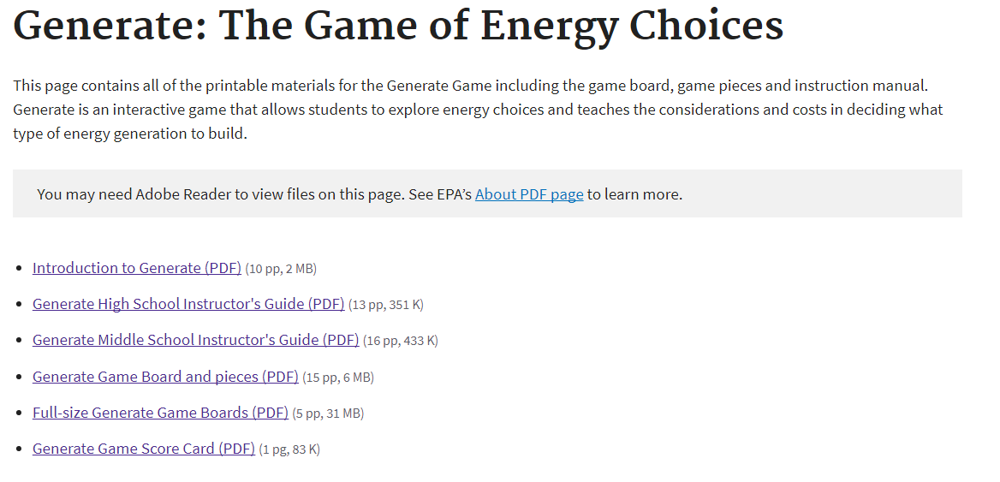 Generate: The Game of Energy Choices
This page contains all of the printable materials for the Generate Game including the game board, game pieces and instruction manual.
Generate is an interactive game that allows students to explore energy choices and teaches the considerations and costs in deciding what
type of energy generation to build.
You may need Adobe Reader to view files on this page. See EPA’s About PDF page to learn more.
• Introduction to Generate (PDF) (10 pp, 2 MB)
• Generate High School Instructor's Guide (PDF) (13 pp, 351 K)
• Generate Middle School Instructor's Guide (PDF) (16 pp, 433 K)
• Generate Game Board and pieces (PDF) (15 pp, 6 MB)
• Full-size Generate Game Boards (PDF) (5 pp, 31 MB)
• Generate Game Score Card (PDF) (1 pg, 83 K)